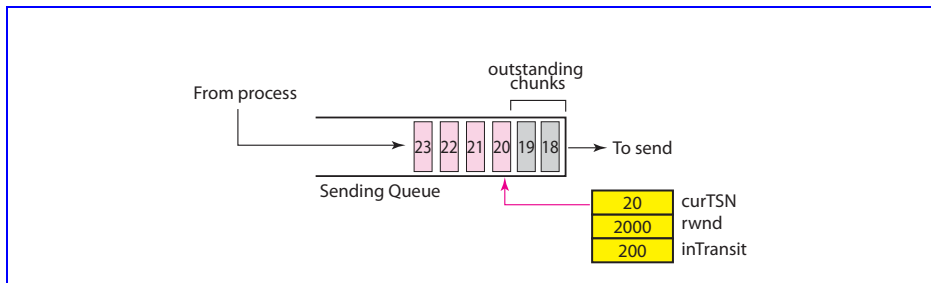 outstanding
chunks
From process
23 22 21 20 19 18
To send
Sending Queue
20 curTSN
2000 rwnd
200 inTransit